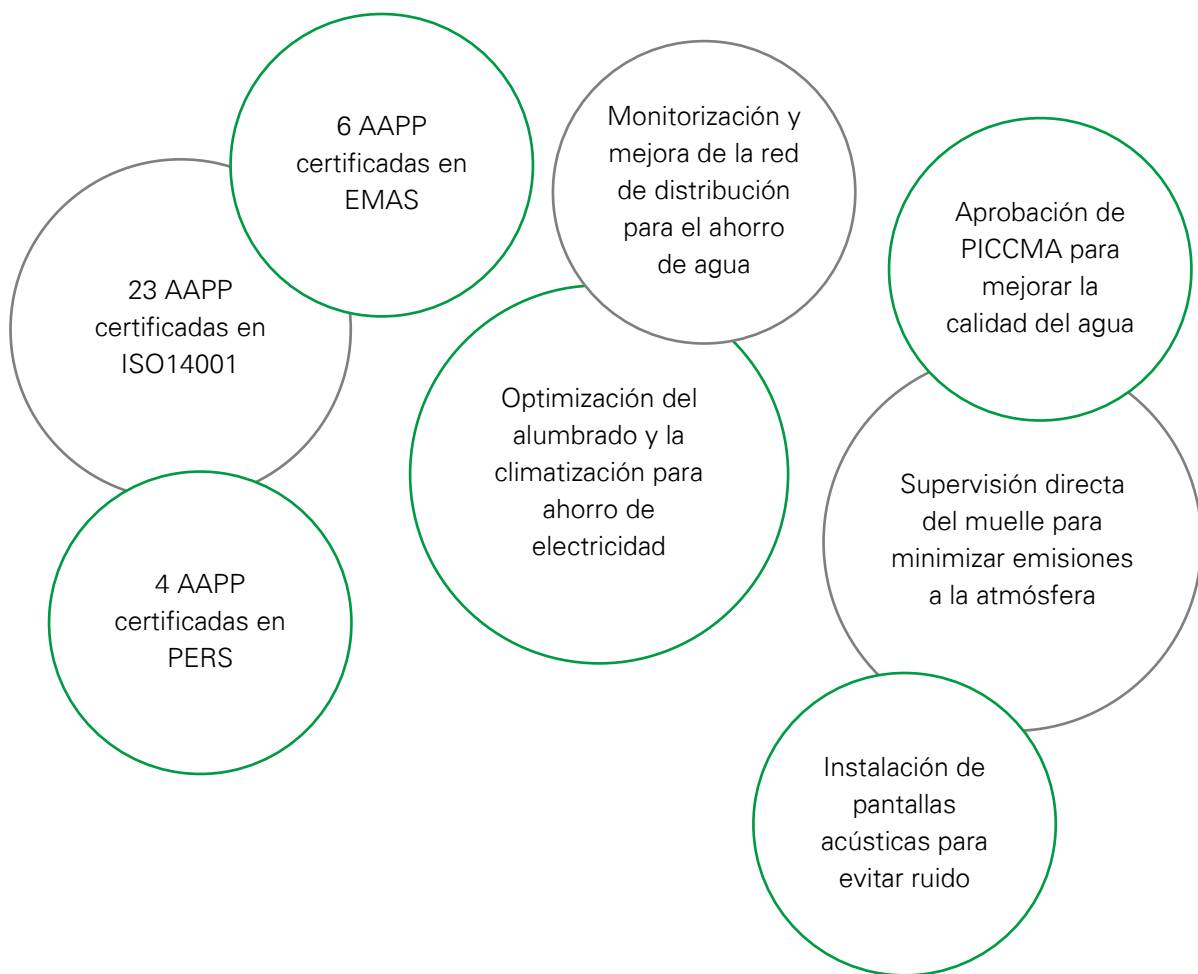 6 AAPP
certificadas en
EMAS
23 AAPP
certificadas en
ISO14001
4 AAPP
certificadas en
PERS
Monitorización y
mejora de la red
de distribución
para el ahorro
de agua
Optimización del
alumbrado y la
climatización para
ahorro de
electricidad
Aprobación de
PICCMA para
mejorar la
calidad del agua
Supervisión directa
del muelle para
minimizar emisiones
a la atmósfera
Instalación de
pantallas
acústicas para
evitar ruido